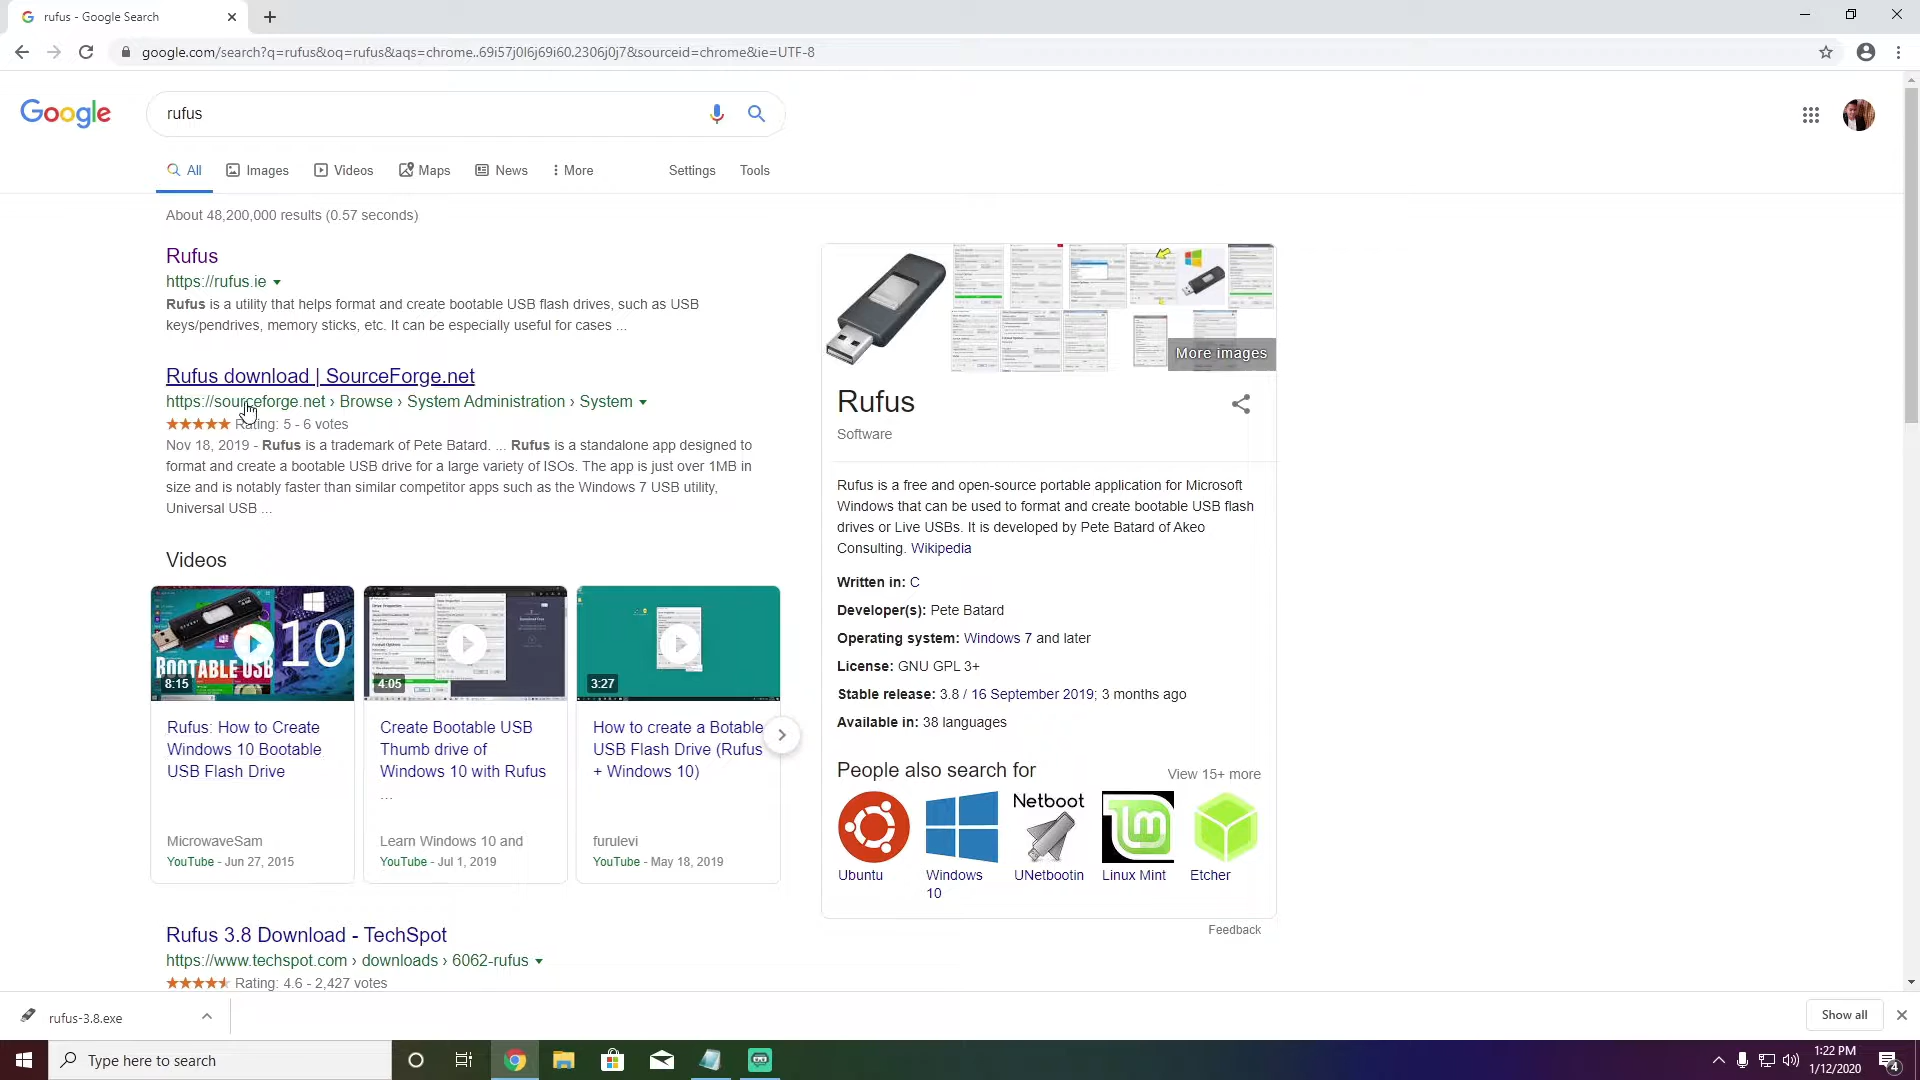 rufus - Google Search
google.com/search?q=rufus&oq=rufus&aqs=chrome..69i57j0l6j69i60.2306j0j7&sourceid=chrome&ie=UTF-8
Google
rufus
All Images Videos Maps News More Settings Tools
About 48,200,000 results (0.57 seconds)
Rufus
https://rufus.ie
Rufus is a utility that helps format and create bootable USB flash drives, such as USB
keys/pendrives, memory sticks, etc. It can be especially useful for cases ...
Rufus download | SourceForge.net
https://sourceforge.net › Browse › System Administration › System
Rating: 5 - 6 votes
Nov 18, 2019 - Rufus is a trademark of Pete Batard. ... Rufus is a standalone app designed to
format and create a bootable USB drive for a large variety of ISOs. The app is just over 1MB in
size and is notably faster than similar competitor apps such as the Windows 7 USB utility,
Universal USB ...
Videos
BOOTABLE USB 10
8:15
Rufus: How to Create
Windows 10 Bootable
USB Flash Drive
MicrowaveSam
YouTube - Jun 27, 2015
4:05
Create Bootable USB
Thumb drive of
Windows 10 with Rufus
...
Learn Windows 10 and
YouTube - Jul 1, 2019
3:27
How to create a Botable
USB Flash Drive (Rufus
+ Windows 10)
furulevi
YouTube - May 18, 2019
Rufus 3.8 Download - TechSpot
https://www.techspot.com › downloads › 6062-rufus
Rating: 4.6 - 2,427 votes
More images
Rufus
Software
Rufus is a free and open-source portable application for Microsoft
Windows that can be used to format and create bootable USB flash
drives or Live USBs. It is developed by Pete Batard of Akeo
Consulting. Wikipedia
Written in: C
Developer(s): Pete Batard
Operating system: Windows 7 and later
License: GNU GPL 3+
Stable release: 3.8 / 16 September 2019; 3 months ago
Available in: 38 languages
People also search for
View 15+ more
Netboot
Ubuntu
Windows
10
UNetbootin
Linux Mint
Etcher
Feedback
rufus-3.8.exe
Show all
Type here to search
1:22 PM
1/12/2020
4